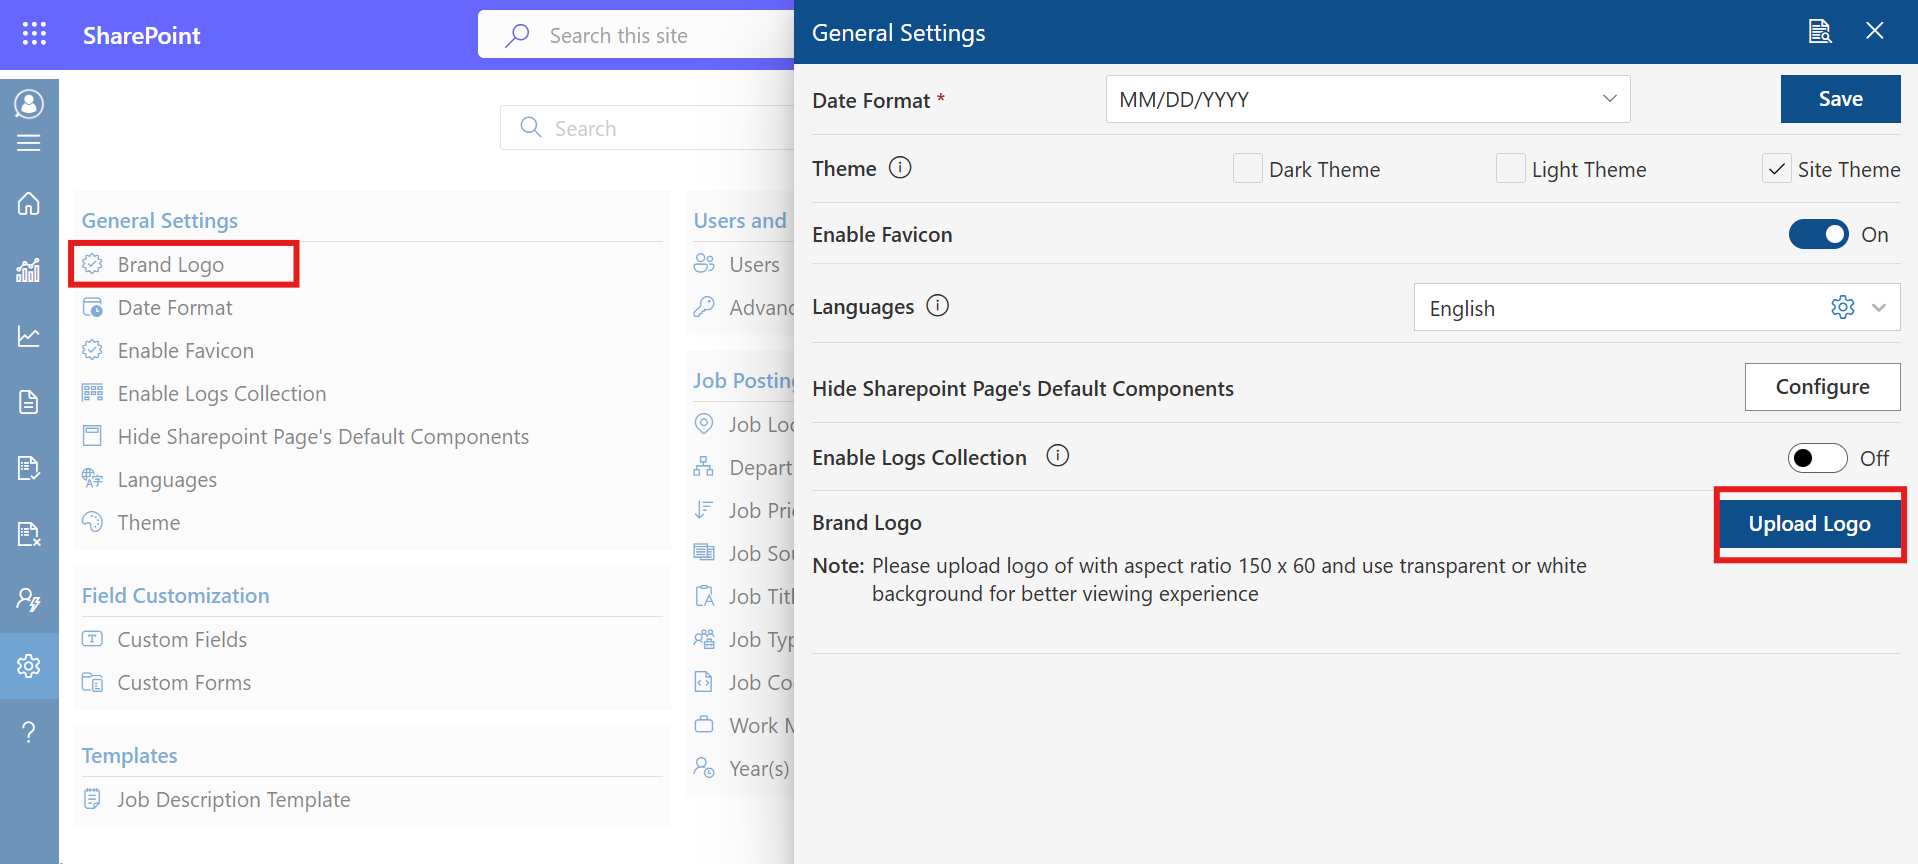 SharePoint
Search this site
Search
General Settings
Brand Logo
Date Format
Enable Favicon
Enable Logs Collection
Hide Sharepoint Page's Default Components
Languages
Theme
Field Customization
Custom Fields
Custom Forms
Templates
Job Description Template
Users and
Users
Advanc
Job Posting
Job Loc
Depart
Job Prio
Job Sou
Job Titl
Job Typ
Job Co
Work M
Year(s)
General Settings
Date Format *
MM/DD/YYYY
Save
Theme
Dark Theme
Light Theme
Site Theme
Enable Favicon
On
Languages
English
Hide Sharepoint Page's Default Components
Configure
Enable Logs Collection
Off
Brand Logo
Upload Logo
Note: Please upload logo of with aspect ratio 150 x 60 and use transparent or white
background for better viewing experience